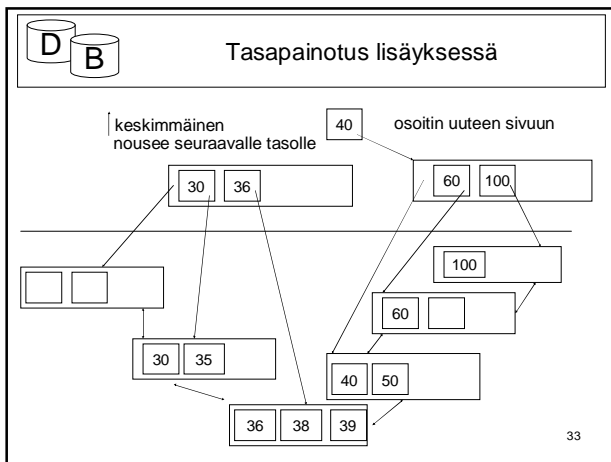 D
B
Tasapainotus lisäyksessä
keskimmäinen
nousee seuraavalle tasolle
40
osoitin uuteen sivuun
30 36
60 100
100
60
30 35
40 50
36 38 39
33